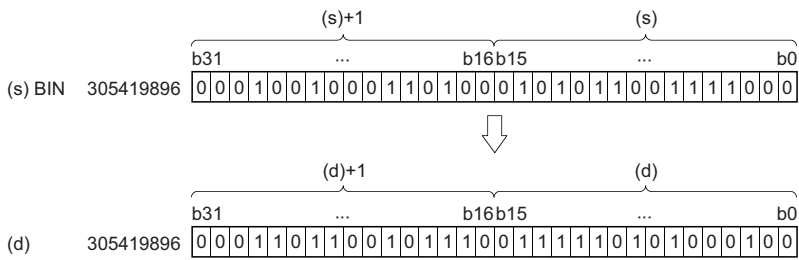 (s)+1 (s)
b31 ... b16 b15 ... b0
(s) BIN 305419896 0 0 0 1 0 0 1 0 0 0 1 1 0 1 0 0 0 1 0 1 0 1 1 0 0 1 1 1 1 0 0 0
(d)+1 (d)
b31 ... b16 b15 ... b0
(d) 305419896 0 0 0 1 1 0 1 1 0 0 1 0 1 1 1 0 0 1 1 1 1 1 0 1 0 1 0 0 0 1 0 0